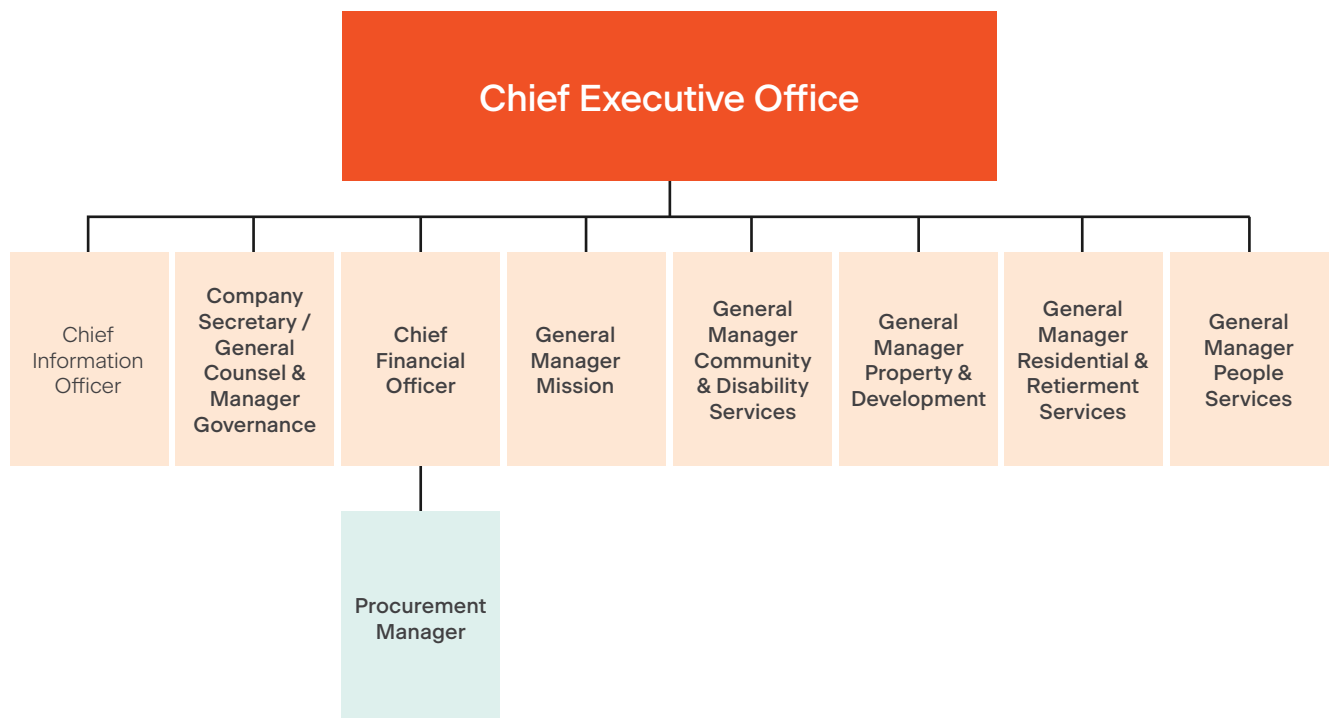 Chief Executive Office
Chief
Information
Officer
Company
Secretary /
General
Counsel &
Manager
Governance
Chief
Financial
Officer
General
Manager
Mission
General
Manager
Community
& Disability
Services
General
Manager
Property &
Development
General
Manager
Residential &
Retierment
Services
General
Manager
People
Services
Procurement
Manager